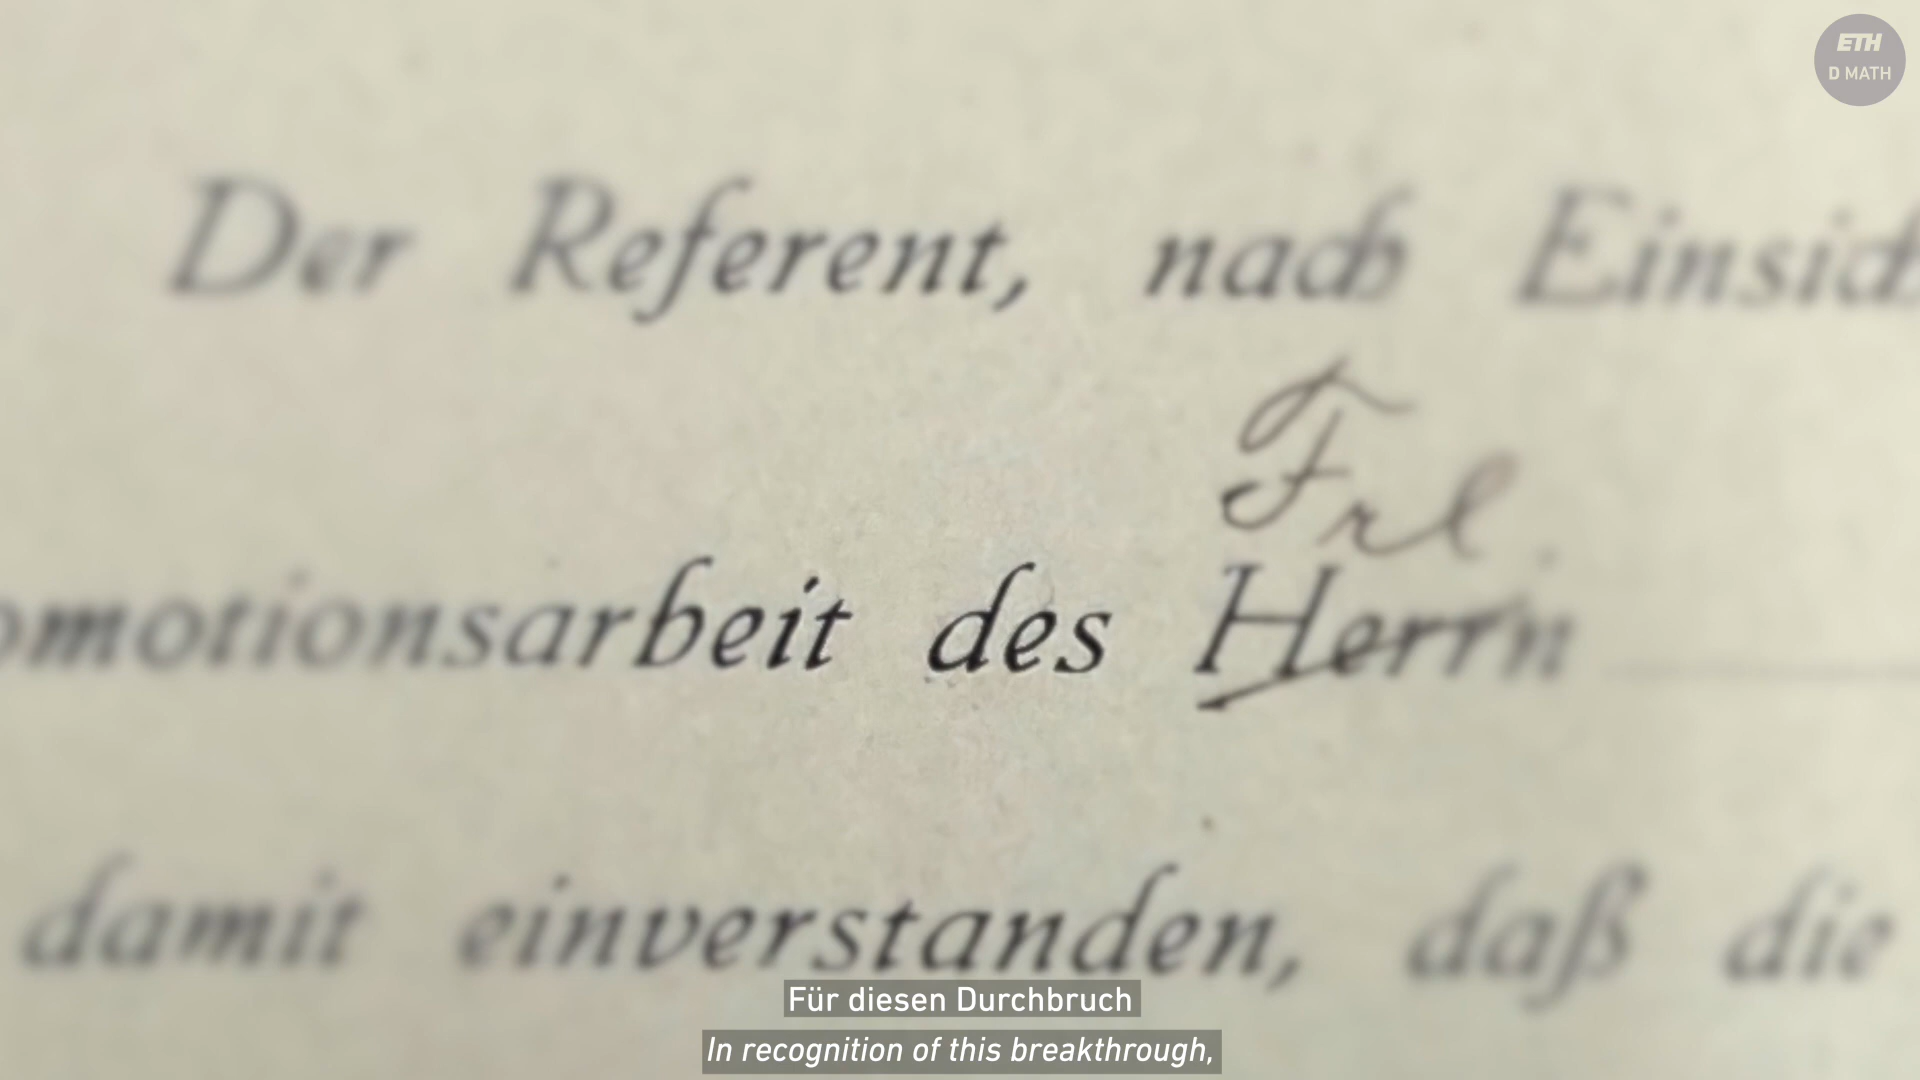 ETH
D MATH
Der Referent, nach Einsich
Frl.
omotionsarbeit des Herrn
damit einverstanden, daß die
Für diesen Durchbruch
In recognition of this breakthrough,